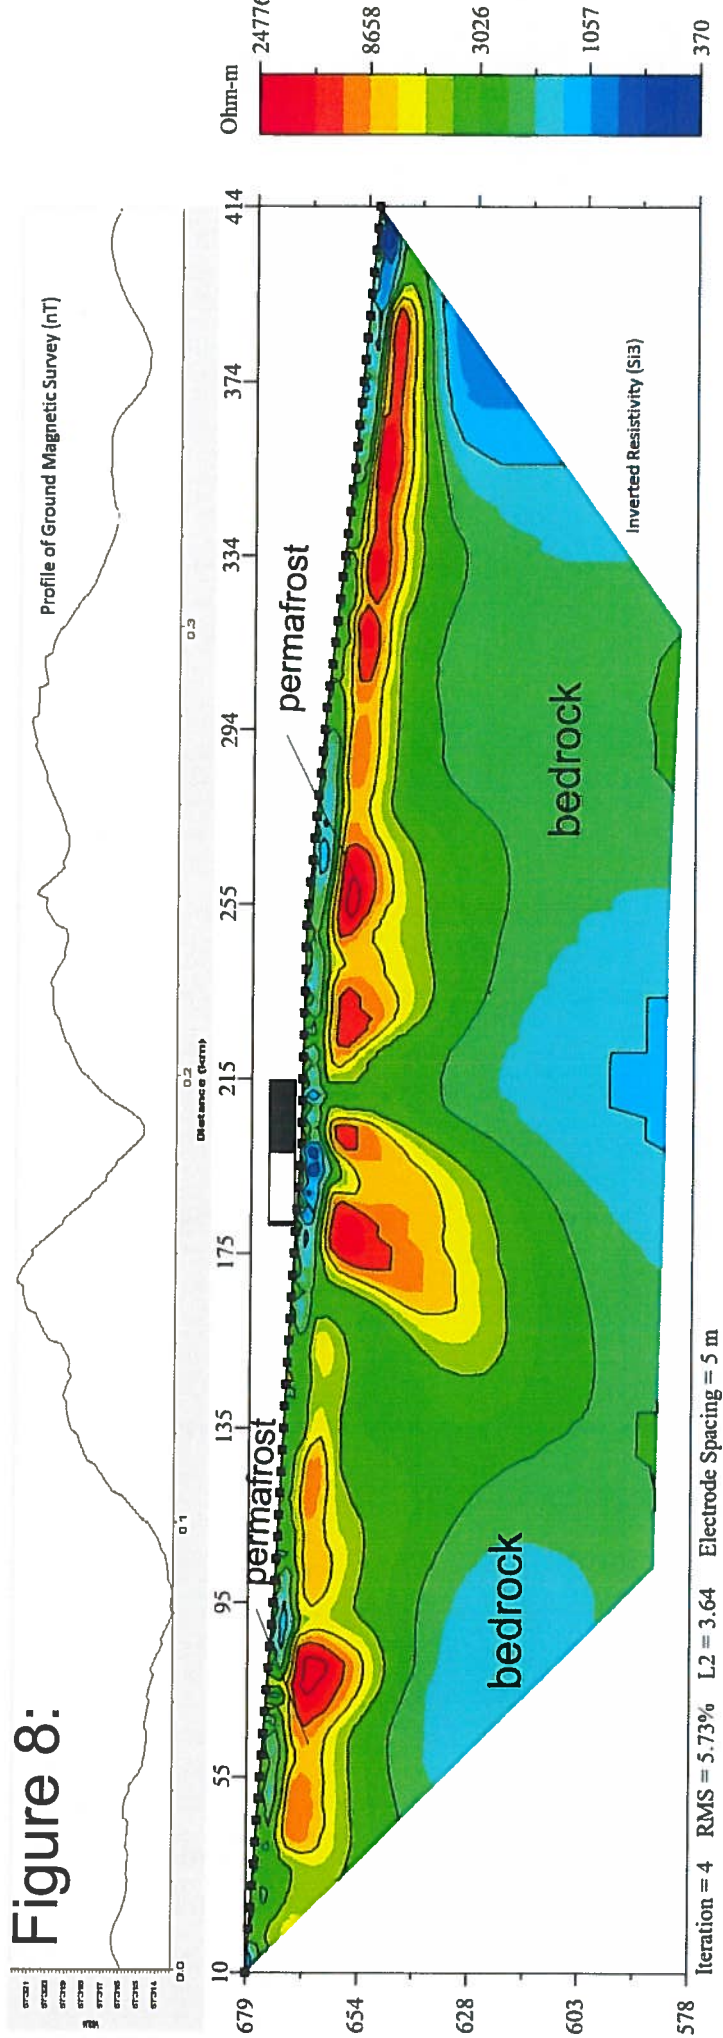 Figure 8:
Profile of Ground Magnetic Survey (nT)
0.0
0.1
0.2
0.3
Distance (km)
10 55 95 135 175 215 255 294 334 374 414
679
654
628
603
578
permafrost
permafrost
bedrock
bedrock
Inverted Resistivity (Si3)
Ohm-m
24776
8658
3026
1057
370
Iteration = 4 RMS = 5.73% L2 = 3.64 Electrode Spacing = 5 m